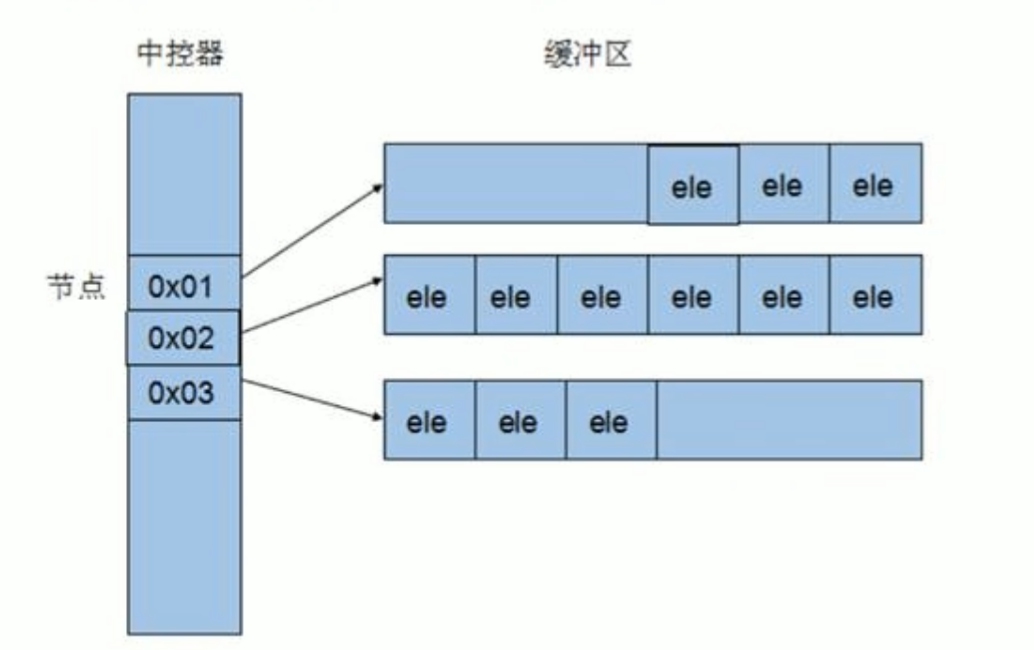 中控器
缓冲区
ele ele ele
节点
0x01
ele ele ele ele ele ele
0x02
0x03
ele ele ele